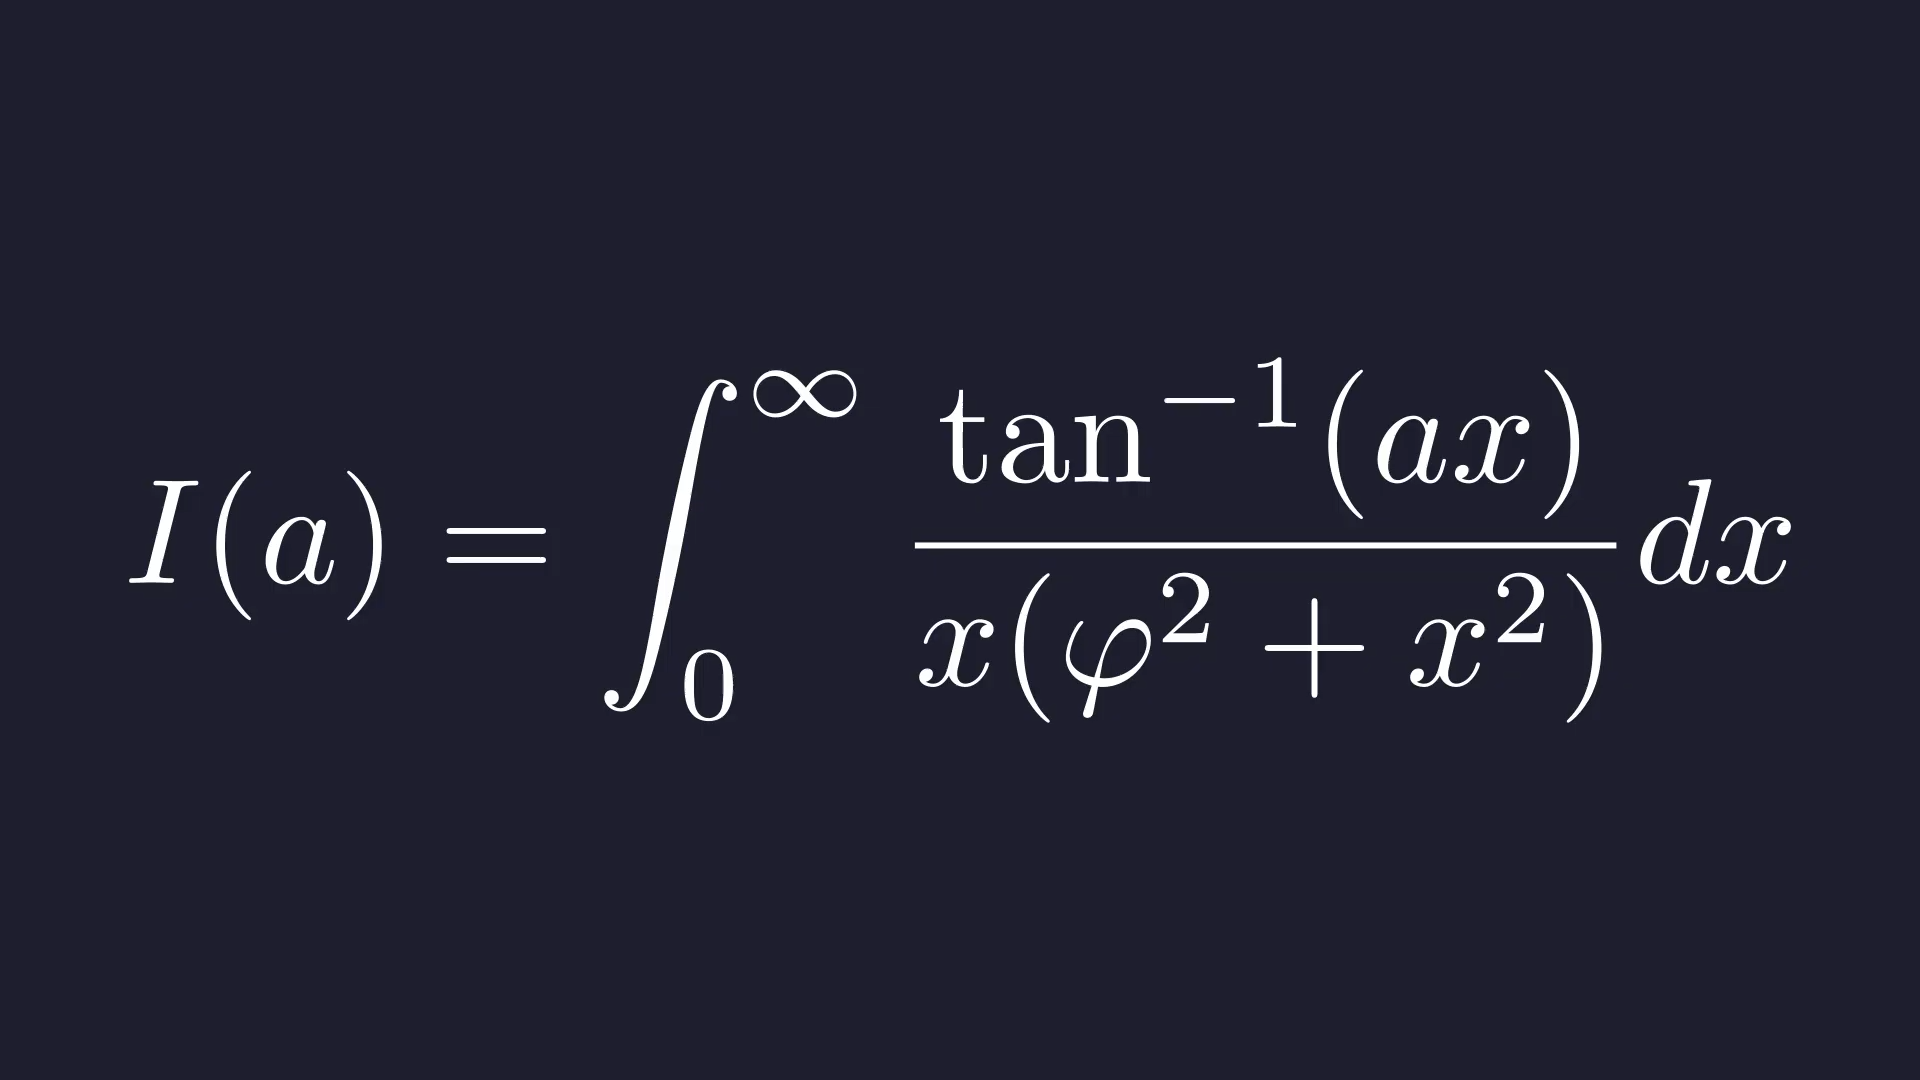 I(a) = ∫₀^∞ tan⁻¹(ax) / x(φ² + x²) dx